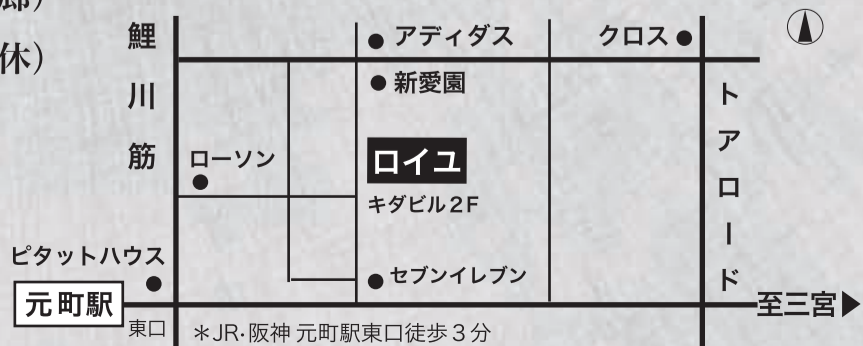 休）
鯉川筋
アディダス
クロス
新愛園
ローソン
ロイユ
キダビル2F
トアロード
ピタットハウス
セブンイレブン
元町駅
至三宮
東口
＊JR・阪神 元町駅東口徒歩3分